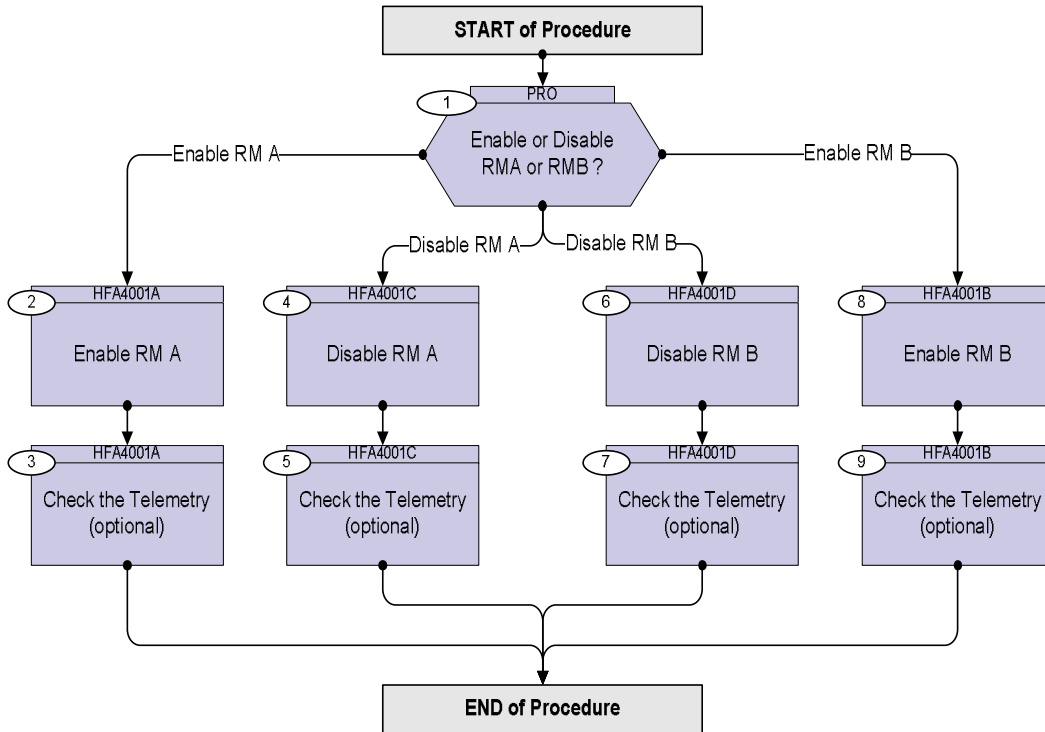 START of Procedure
PRO
1
Enable or Disable
RMA or RMB ?
Enable RM A
Enable RM B
Disable RM A
Disable RM B
HFA4001A
2
Enable RM A
HFA4001C
4
Disable RM A
HFA4001D
6
Disable RM B
HFA4001B
8
Enable RM B
HFA4001A
3
Check the Telemetry
(optional)
HFA4001C
5
Check the Telemetry
(optional)
HFA4001D
7
Check the Telemetry
(optional)
HFA4001B
9
Check the Telemetry
(optional)
END of Procedure